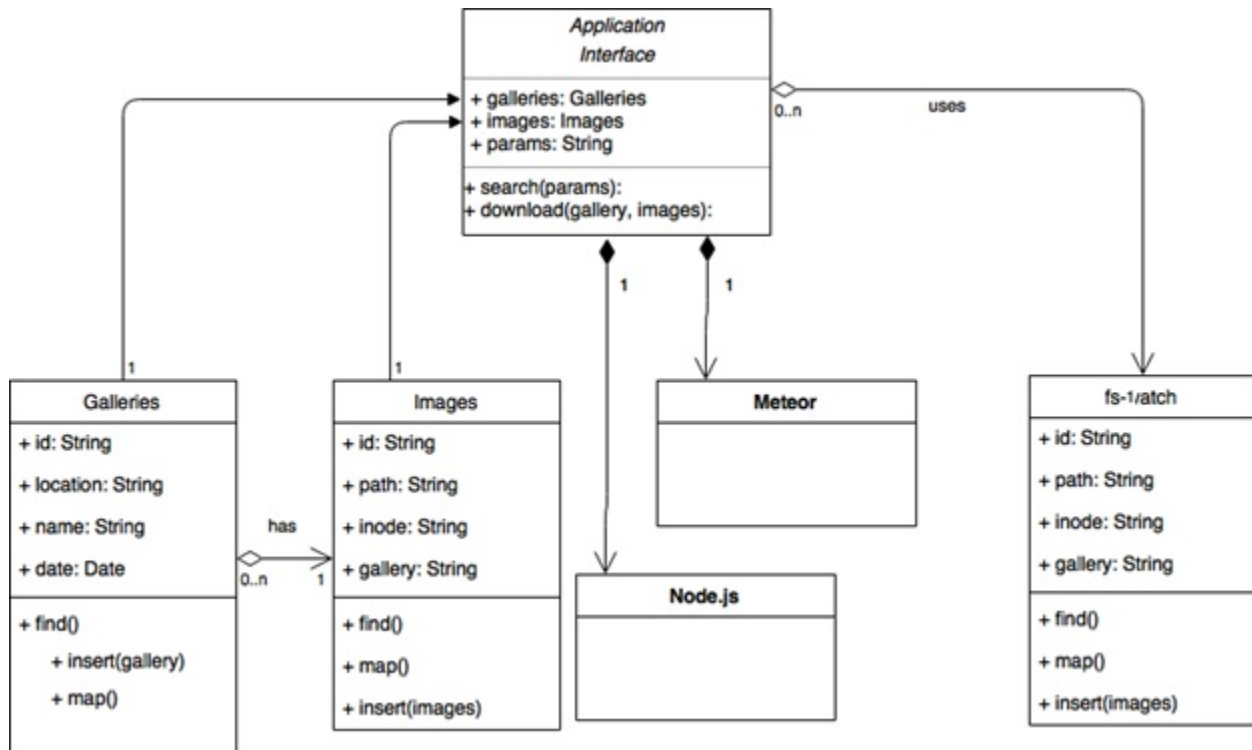 Application
Interface
+ galleries: Galleries
+ images: Images
+ params: String
+ search(params):
+ download(gallery, images):
0..n
uses
1
1
1
1
Galleries
+ id: String
+ location: String
+ name: String
+ date: Date
+ find()
+ insert(gallery)
+ map()
has
0..n
1
Images
+ id: String
+ path: String
+ inode: String
+ gallery: String
+ find()
+ map()
+ insert(images)
Meteor
Node.js
+ id: String
+ path: String
+ inode: String
+ gallery: String
+ find()
+ map()
+ insert(images)